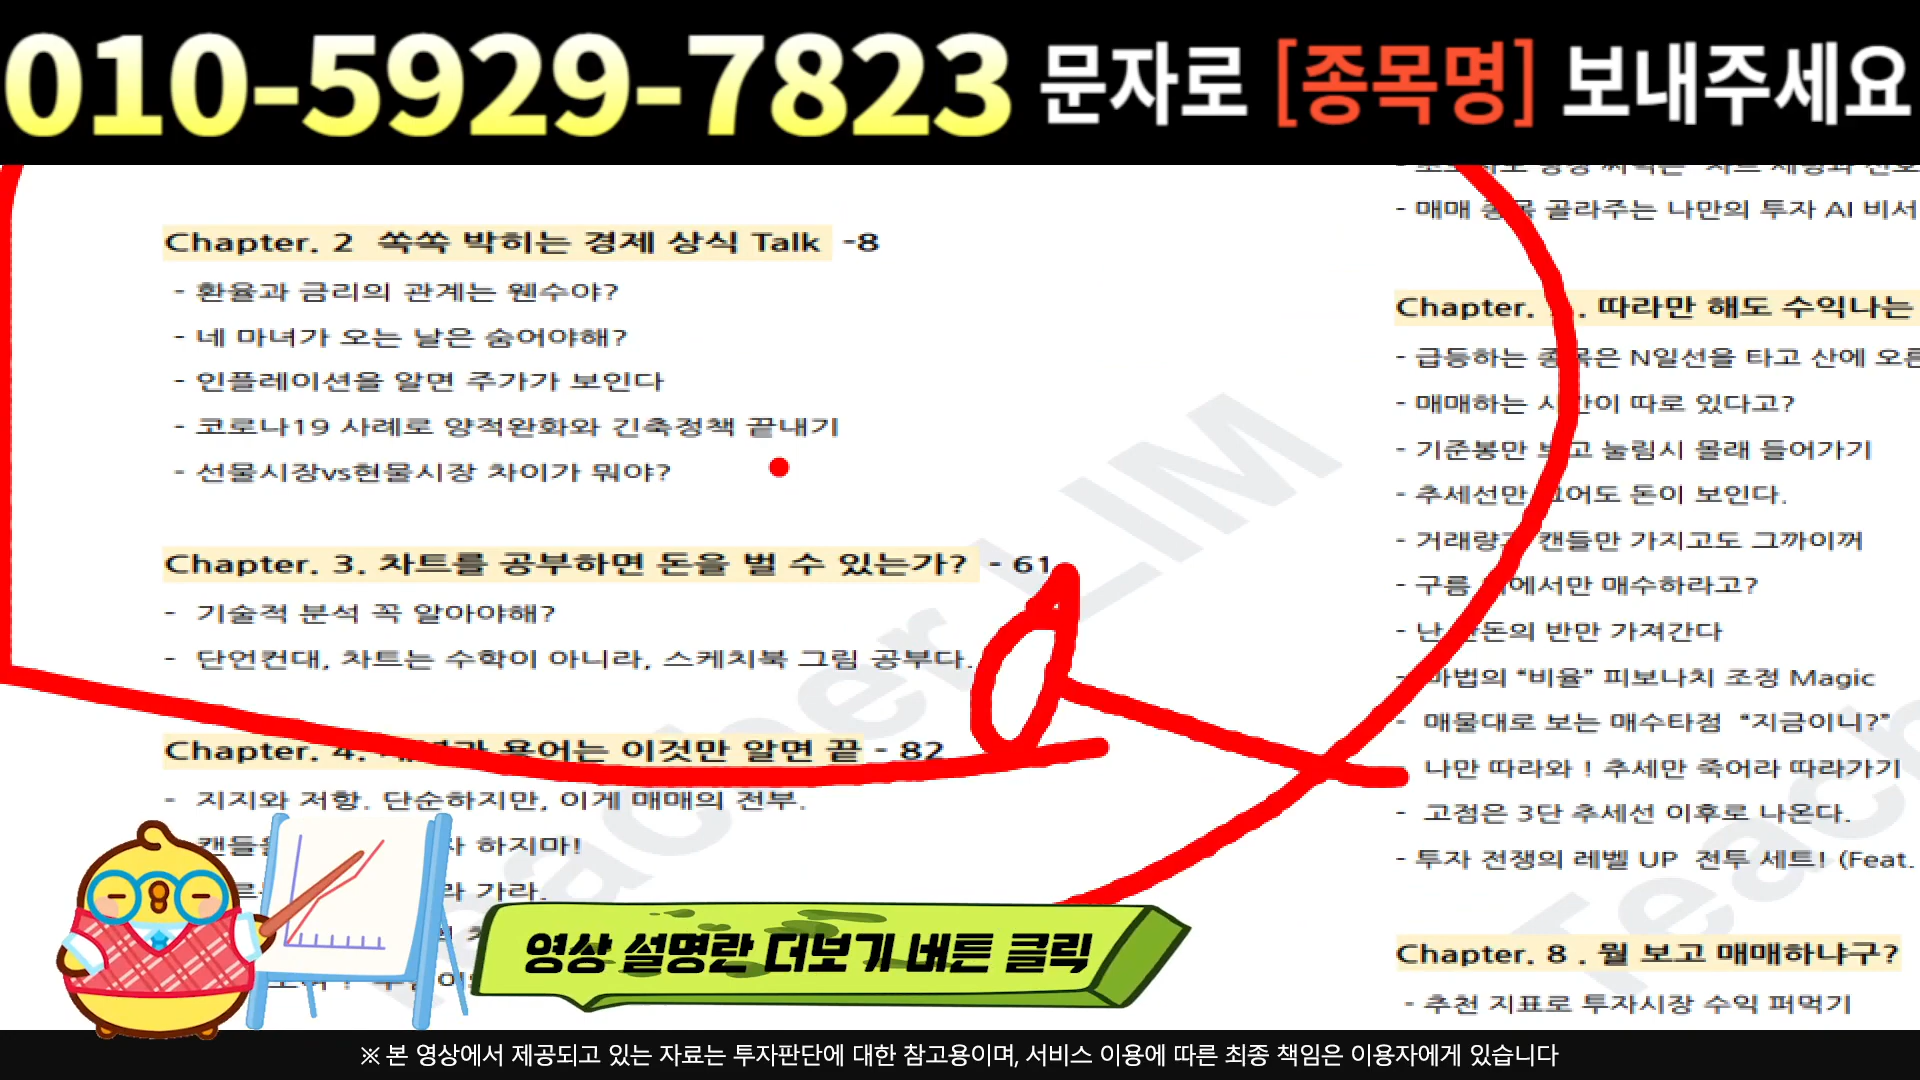 010-5929-7823 문자로 [종목명] 보내주세요
Chapter. 2 쏙쏙 박히는 경제 상식 Talk -8
- 환율과 금리의 관계는 웬수야?
- 네 마녀가 오는 날은 숨어야해?
- 인플레이션을 알면 주가가 보인다
- 코로나19 사례로 양적완화와 긴축정책 끝내기
- 선물시장vs현물시장 차이가 뭐야?
Chapter. 3. 차트를 공부하면 돈을 벌 수 있는가? - 61
- 기술적 분석 꼭 알아야해?
- 단언컨대, 차트는 수학이 아니라, 스케치북 그림 공부다.
Chapter. 4. 용어는 이것만 알면 끝 - 82
- 지지와 저항. 단순하지만, 이게 매매의 전부.
하지마!
가라.
- 매매 종목 골라주는 나만의 투자 AI 비서
Chapter. . 따라만 해도 수익나는
- 급등하는 종목은 N일선을 타고 산에 오른
- 매매하는 시간이 따로 있다고?
- 기준봉만 보고 눌림시 몰래 들어가기
- 추세선만 그어도 돈이 보인다.
- 거래량과 캔들만 가지고도 그까이꺼
- 구름 위에서만 매수하라고?
- 난 판돈의 반만 가져간다
- 마법의 “비율” 피보나치 조정 Magic
- 매물대로 보는 매수타점 “지금이니?”
나만 따라와 ! 추세만 죽어라 따라가기
- 고점은 3단 추세선 이후로 나온다.
- 투자 전쟁의 레벨 UP 전투 세트! (Feat.
Chapter. 8 . 뭘 보고 매매하냐구?
- 추천 지표로 투자시장 수익 퍼먹기
Teacher LIM
Teach
영상 설명란 더보기 버튼 클릭
※ 본 영상에서 제공되고 있는 자료는 투자판단에 대한 참고용이며, 서비스 이용에 따른 최종 책임은 이용자에게 있습니다